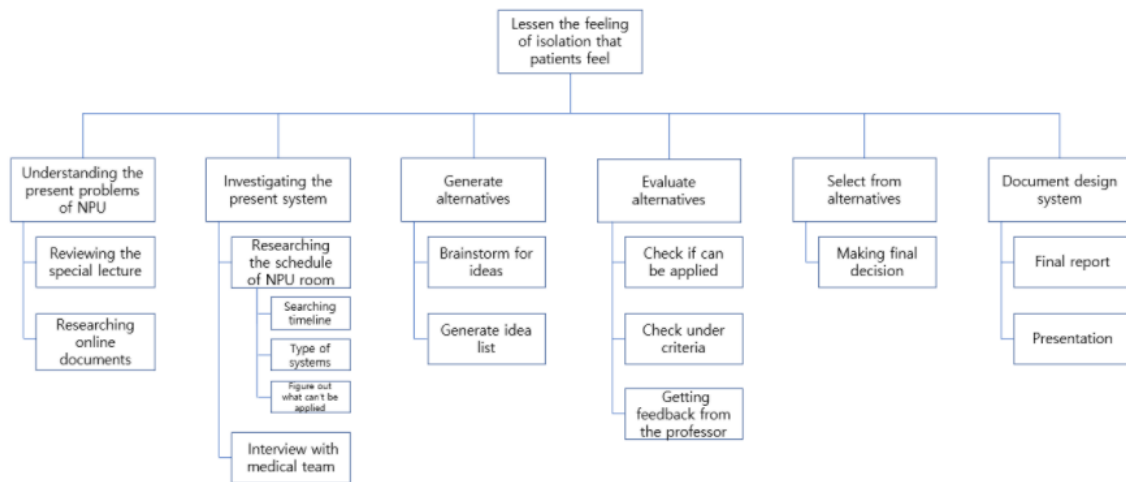 Lessen the feeling
of isolation that
patients feel
Understanding the
present problems
of NPU
Reviewing the
special lecture
Researching
online
documents
Investigating the
present system
Researching
the schedule
of NPU room
Searching
timeline
Type of
systems
Figure out
what can't be
applied
Interview with
medical team
Generate
alternatives
Brainstorm for
ideas
Generate idea
list
Evaluate
alternatives
Check if can
be applied
Check under
criteria
Getting
feedback from
the professor
Select from
alternatives
Making final
decision
Document design
system
Final report
Presentation